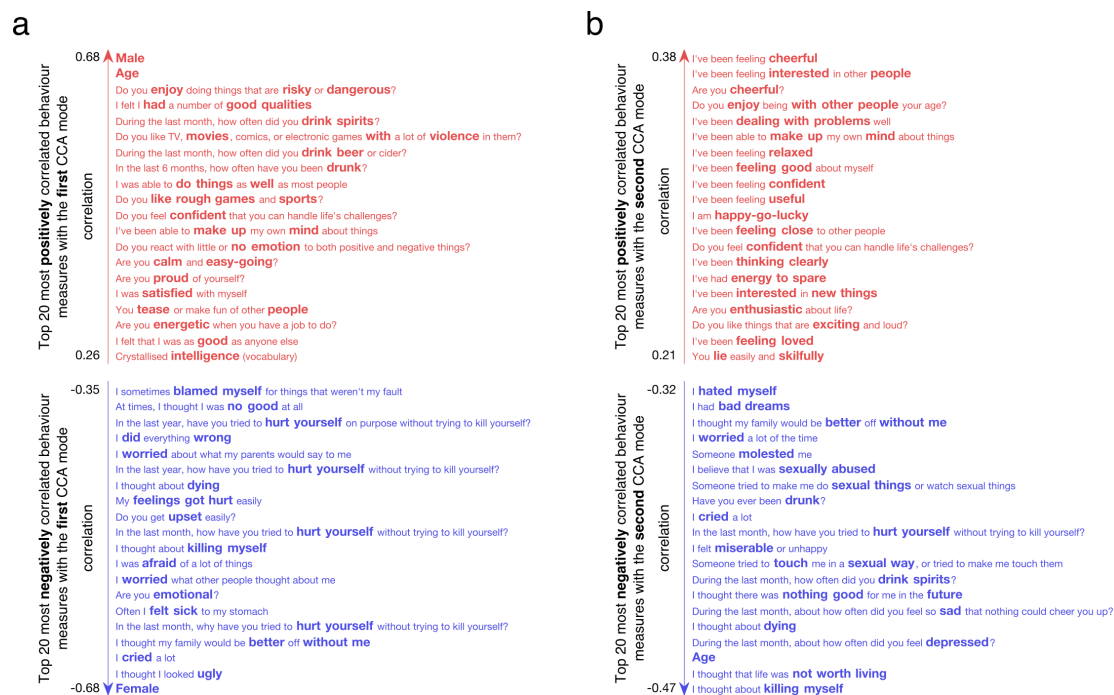 a
0.68
Top 20 most positively correlated behaviour
measures with the first CCA mode
correlation
Male
Age
Do you enjoy doing things that are risky or dangerous?
I felt I had a number of good qualities
During the last month, how often did you drink spirits?
Do you like TV, movies, comics, or electronic games with a lot of violence in them?
During the last month, how often did you drink beer or cider?
In the last 6 months, how often have you been drunk?
I was able to do things as well as most people
Do you like rough games and sports?
Do you feel confident that you can handle life's challenges?
I've been able to make up my own mind about things
Do you react with little or no emotion to both positive and negative things?
Are you calm and easy-going?
Are you proud of yourself?
I was satisfied with myself
You tease or make fun of other people
Are you energetic when you have a job to do?
I felt that I was as good as anyone else
Crystallised intelligence (vocabulary)
0.26
-0.35
Top 20 most negatively correlated behaviour
measures with the first CCA mode
correlation
I sometimes blamed myself for things that weren't my fault
At times, I thought I was no good at all
In the last year, have you tried to hurt yourself on purpose without trying to kill yourself?
I did everything wrong
I worried about what my parents would say to me
In the last year, how have you tried to hurt yourself without trying to kill yourself?
I thought about dying
My feelings got hurt easily
Do you get upset easily?
In the last month, how have you tried to hurt yourself without trying to kill yourself?
I thought about killing myself
I was afraid of a lot of things
I worried what other people thought about me
Are you emotional?
Often I felt sick to my stomach
In the last month, why have you tried to hurt yourself without trying to kill yourself?
I thought my family would be better off without me
I cried a lot
I thought I looked ugly
Female
-0.68
b
0.38
Top 20 most positively correlated behaviour
measures with the second CCA mode
correlation
I've been feeling cheerful
I've been feeling interested in other people
Are you cheerful?
Do you enjoy being with other people your age?
I've been dealing with problems well
I've been able to make up my own mind about things
I've been feeling relaxed
I've been feeling good about myself
I've been feeling confident
I've been feeling useful
I am happy-go-lucky
I've been feeling close to other people
Do you feel confident that you can handle life's challenges?
I've been thinking clearly
I've had energy to spare
I've been interested in new things
Are you enthusiastic about life?
Do you like things that are exciting and loud?
I've been feeling loved
You lie easily and skilfully
0.21
-0.32
Top 20 most negatively correlated behaviour
measures with the second CCA mode
correlation
I hated myself
I had bad dreams
I thought my family would be better off without me
I worried a lot of the time
Someone molested me
I believe that I was sexually abused
Someone tried to make me do sexual things or watch sexual things
Have you ever been drunk?
I cried a lot
In the last month, how have you tried to hurt yourself without trying to kill yourself?
I felt miserable or unhappy
Someone tried to touch me in a sexual way, or tried to make me touch them
During the last month, how often did you drink spirits?
I thought there was nothing good for me in the future
During the last month, about how often did you feel so sad that nothing could cheer you up?
I thought about dying
During the last month, about how often did you feel depressed?
Age
I thought that life was not worth living
I thought about killing myself
-0.47